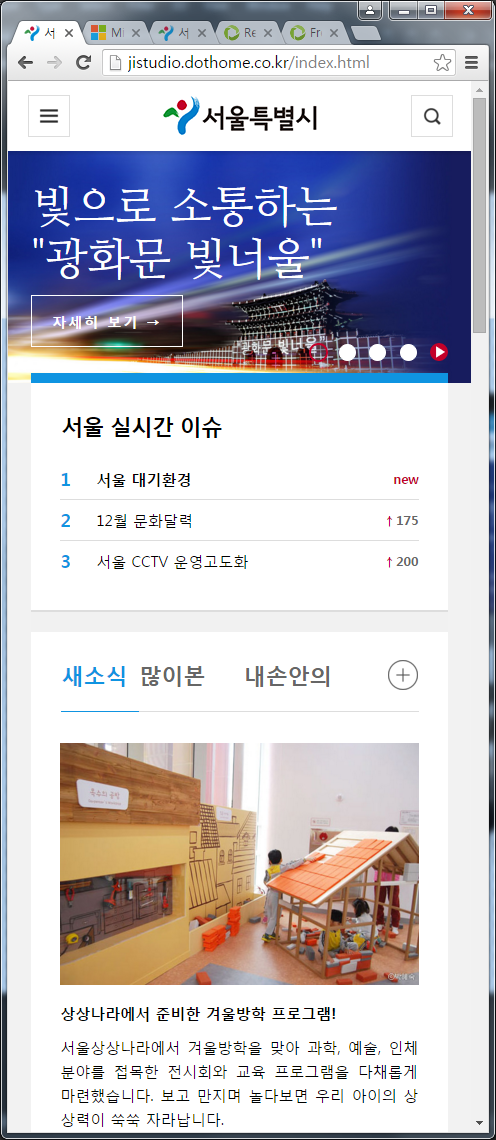 서
MI
서
Re
Fr
jistudio.dothome.co.kr/index.html
서울특별시
빛으로 소통하는
"광화문 빛너울"
자세히 보기 →
"광화문 빛너울"
서울 실시간 이슈
1 서울 대기환경 new
2 12월 문화달력 ↑175
3 서울 CCTV 운영고도화 ↑200
새소식 많이본 내손안의
상상나라에서 준비한 겨울방학 프로그램!
서울상상나라에서 겨울방학을 맞아 과학, 예술, 인체
분야를 접목한 전시회와 교육 프로그램을 다채롭게
마련했습니다. 보고 만지며 놀다보면 우리 아이의 상
상력이 쑥쑥 자라납니다.